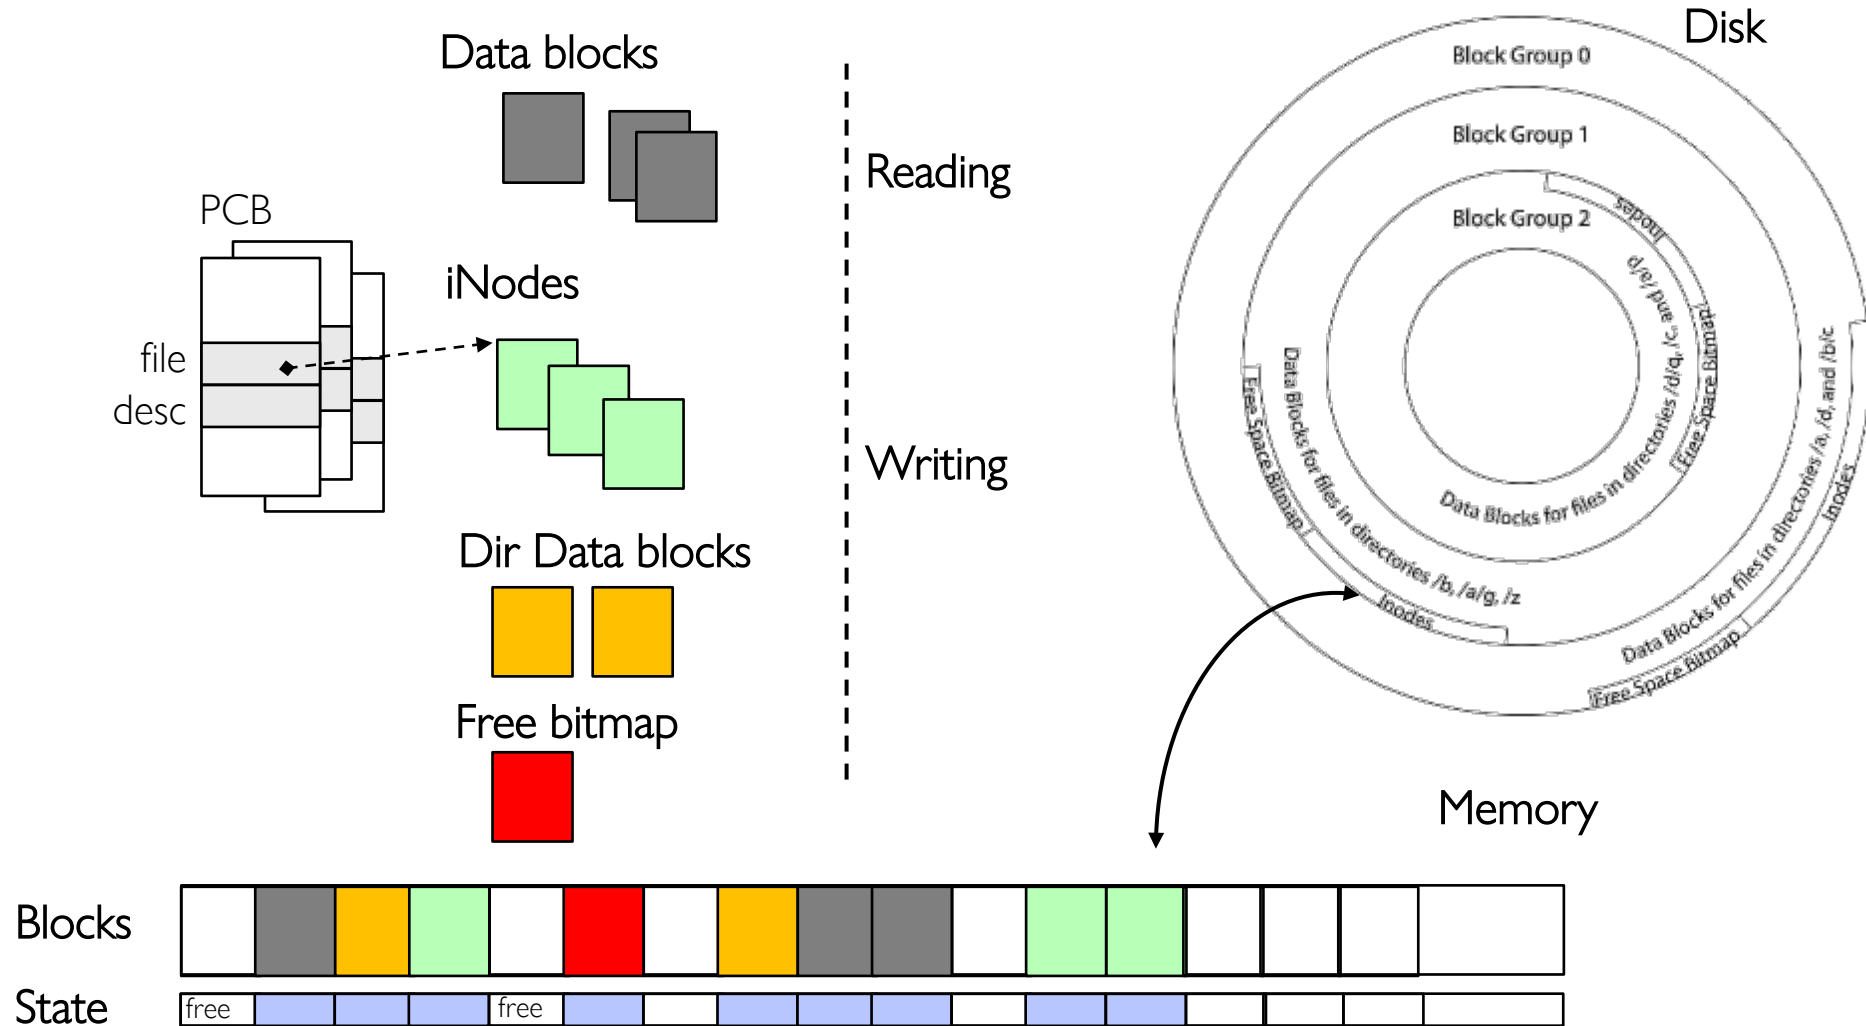 Data blocks
Disk
Block Group 0
Block Group 1
Reading
PCB
Block Group 2
Inodes
iNodes
file
desc
Writing
Free Space Bitmap
Data Blocks for files in directories /d/q, /c, and /a/p
Free Space Bitmap
Data Blocks for files in directories /b, /a/g, /z
Inodes
Data Blocks for files in directories /a, /d, and /b/c
Inodes
Free Space Bitmap
Dir Data blocks
Free bitmap
Memory
Blocks
State
free
free